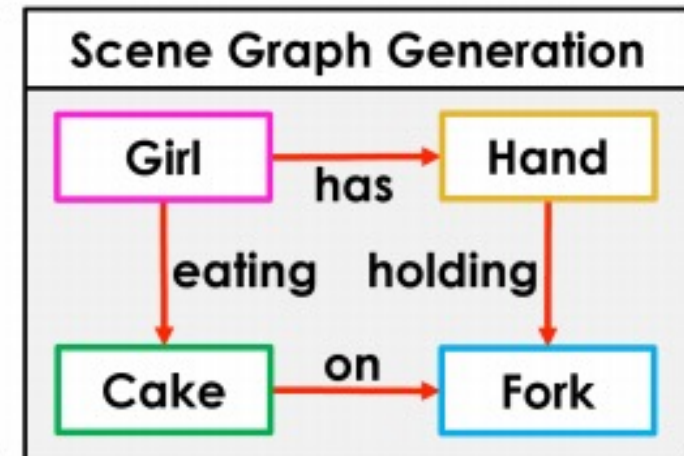 Scene Graph Generation
Girl
has
Hand
eating
holding
Cake
on
Fork